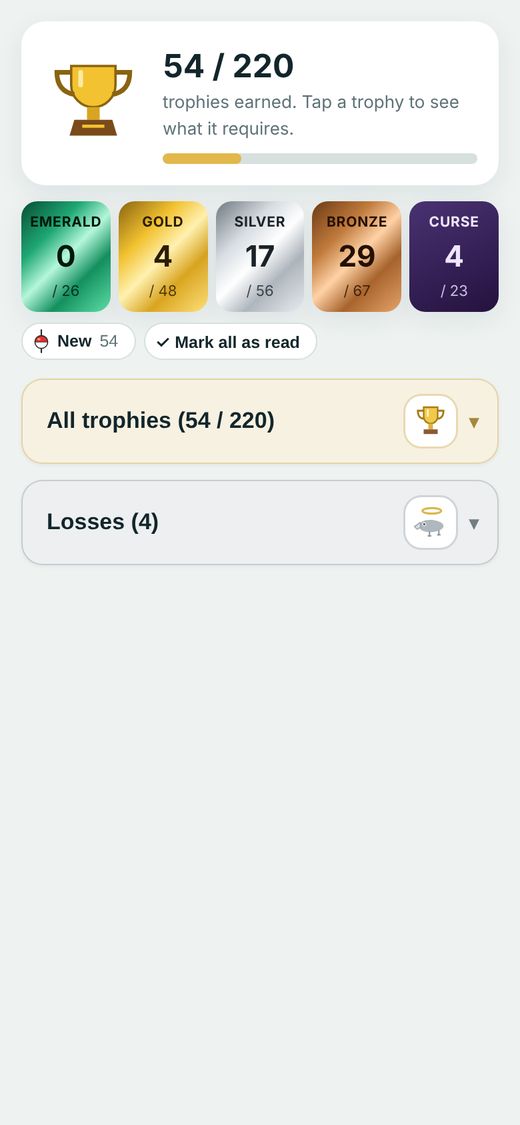 54 / 220
trophies earned. Tap a trophy to see
what it requires.
EMERALD
0
/ 26
GOLD
4
/ 48
SILVER
17
/ 56
BRONZE
29
/ 67
CURSE
4
/ 23
New 54
✓ Mark all as read
All trophies (54 / 220) ▼
Losses (4) ▼